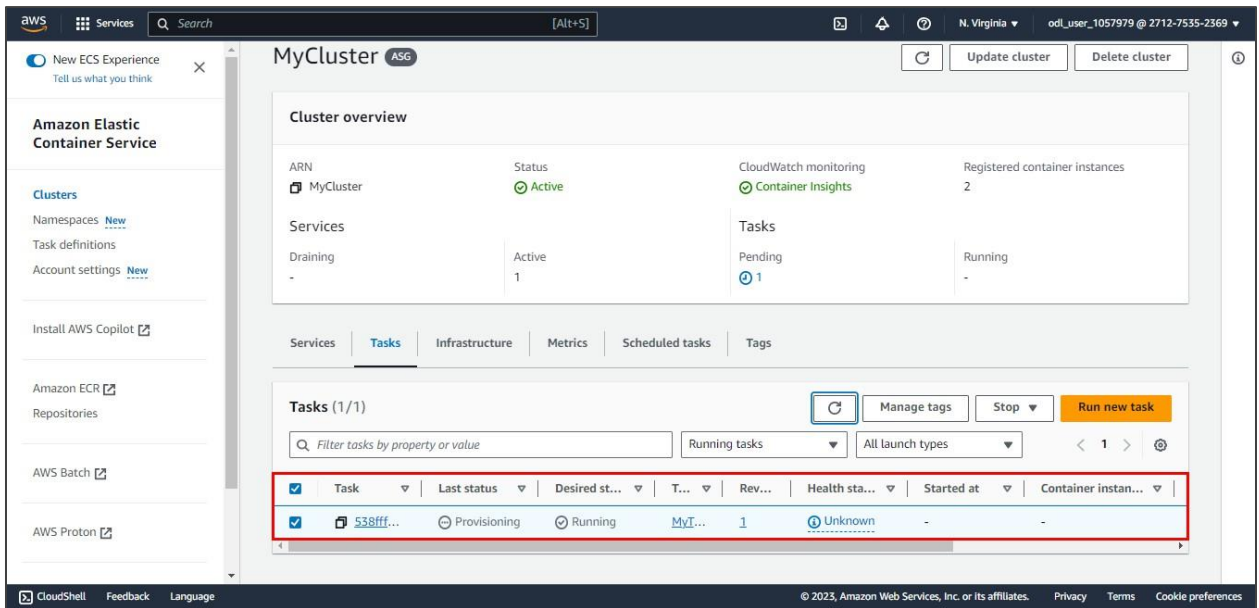 aws Services Search [Alt+S] N. Virginia odl_user_1057979 @ 2712-7535-2369
New ECS Experience
Tell us what you think
Amazon Elastic
Container Service
Clusters
Namespaces New
Task definitions
Account settings New
Install AWS Copilot
Amazon ECR
Repositories
AWS Batch
AWS Proton
MyCluster ASG Update cluster Delete cluster
Cluster overview
ARN Status CloudWatch monitoring Registered container instances
MyCluster Active Container Insights 2
Services Tasks
Draining Active Pending Running
- 1 1 -
Services Tasks Infrastructure Metrics Scheduled tasks Tags
Tasks (1/1) Manage tags Stop Run new task
Filter tasks by property or value Running tasks All launch types 1
Task Last status Desired st... T... Rev... Health sta... Started at Container instan...
538fff... Provisioning Running MyT... 1 Unknown - -
CloudShell Feedback Language © 2023, Amazon Web Services, Inc. or its affiliates. Privacy Terms Cookie preferences